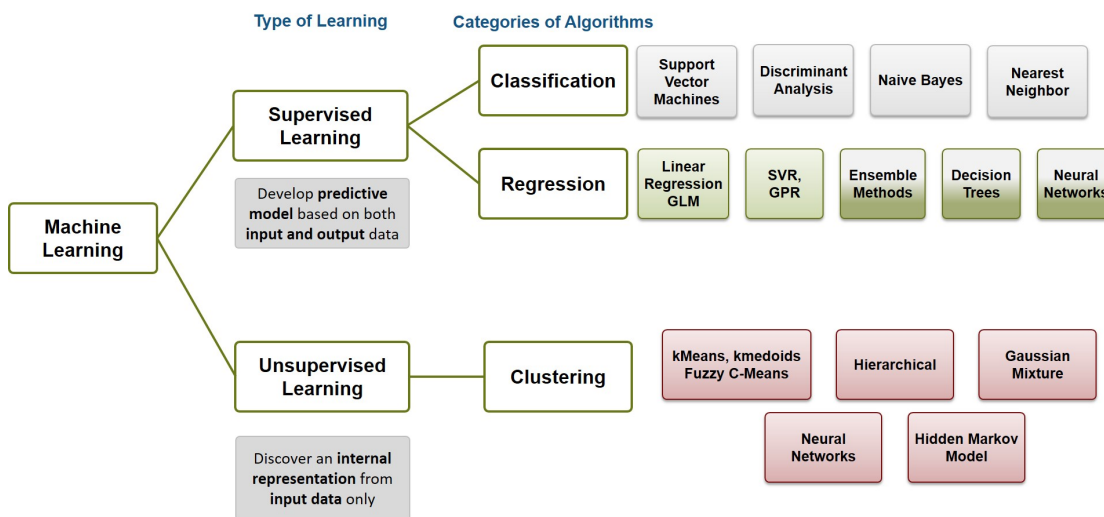 Type of Learning
Categories of Algorithms
Machine
Learning
Supervised
Learning
Develop predictive
model based on both
input and output data
Classification
Support
Vector
Machines
Discriminant
Analysis
Naive Bayes
Nearest
Neighbor
Regression
Linear
Regression
GLM
SVR,
GPR
Ensemble
Methods
Decision
Trees
Neural
Networks
Unsupervised
Learning
Discover an internal
representation from
input data only
Clustering
kMeans, kmedoids
Fuzzy C-Means
Hierarchical
Gaussian
Mixture
Neural
Networks
Hidden Markov
Model